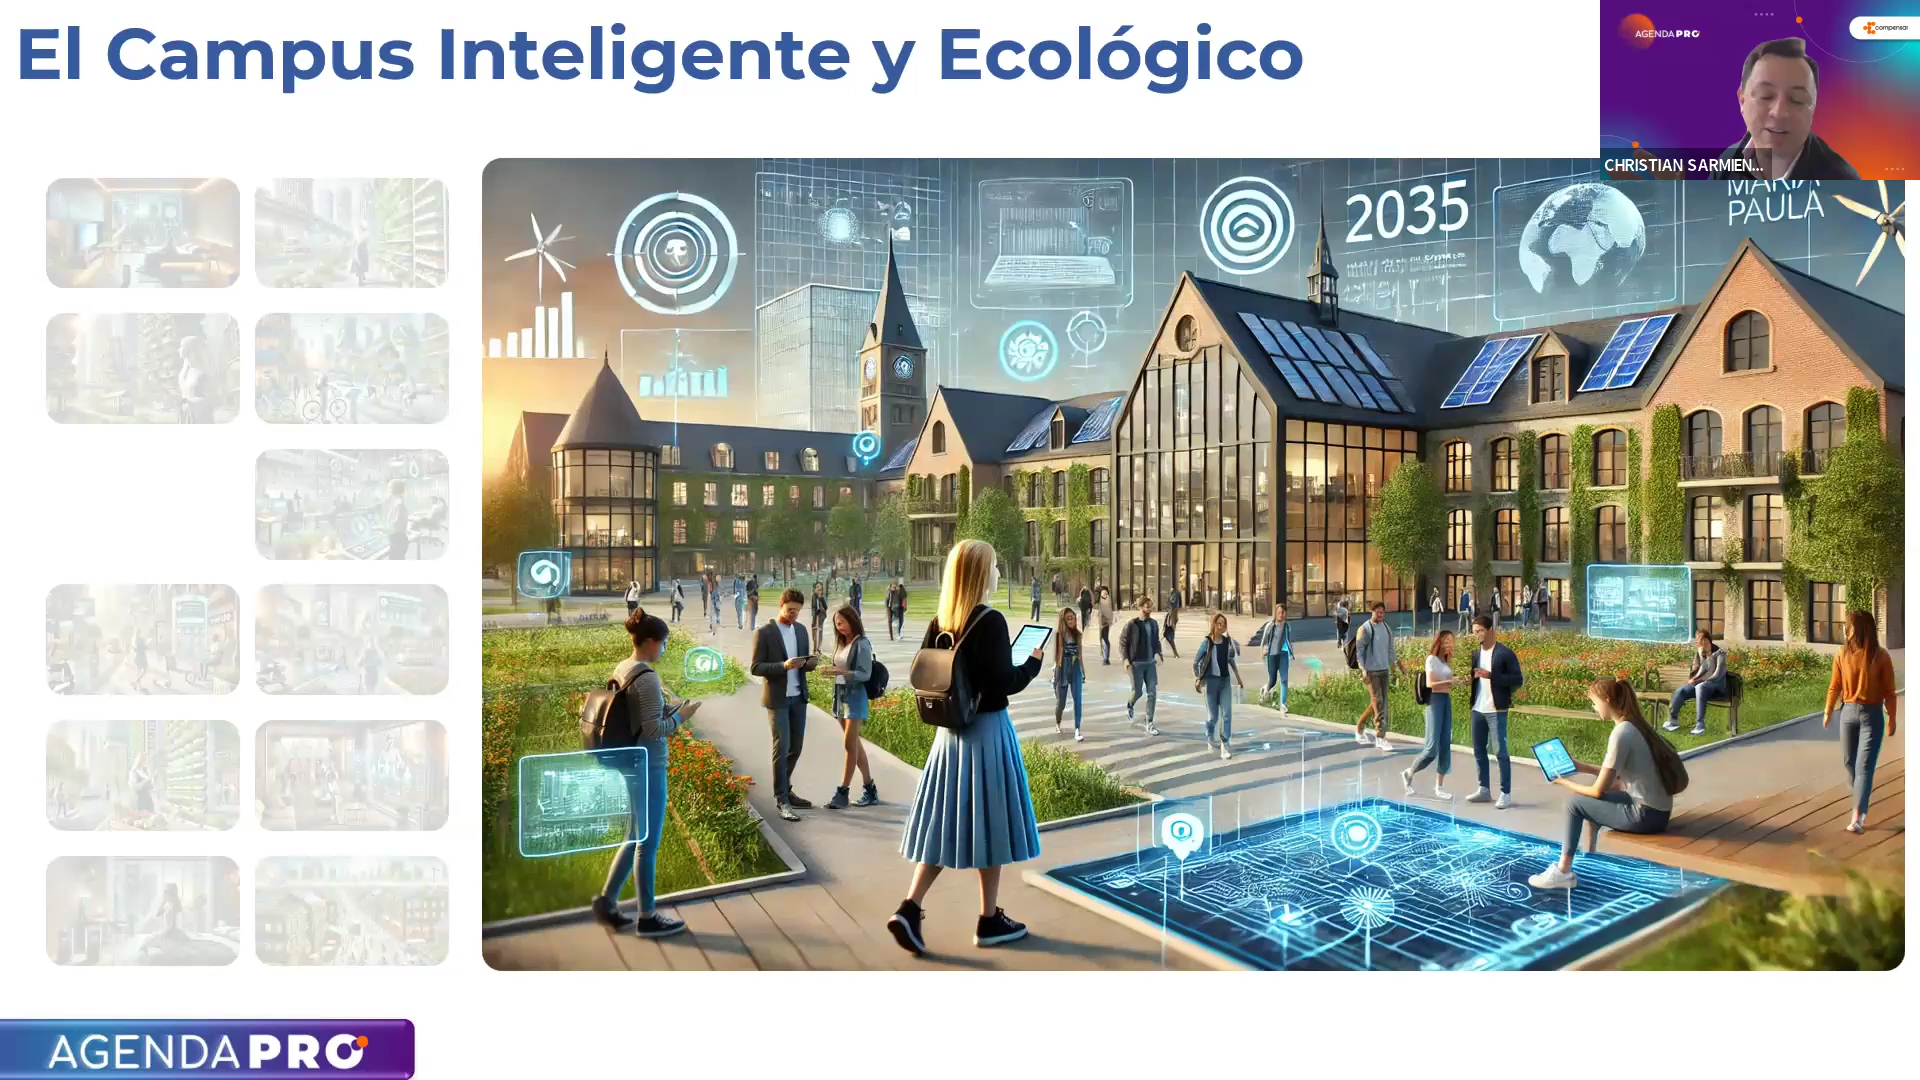 El Campus Inteligente y Ecológico
AGENDAPRO
compensar
CHRISTIAN SARMIEN...
2035
MARIA
PAULA
AGENDAPRO